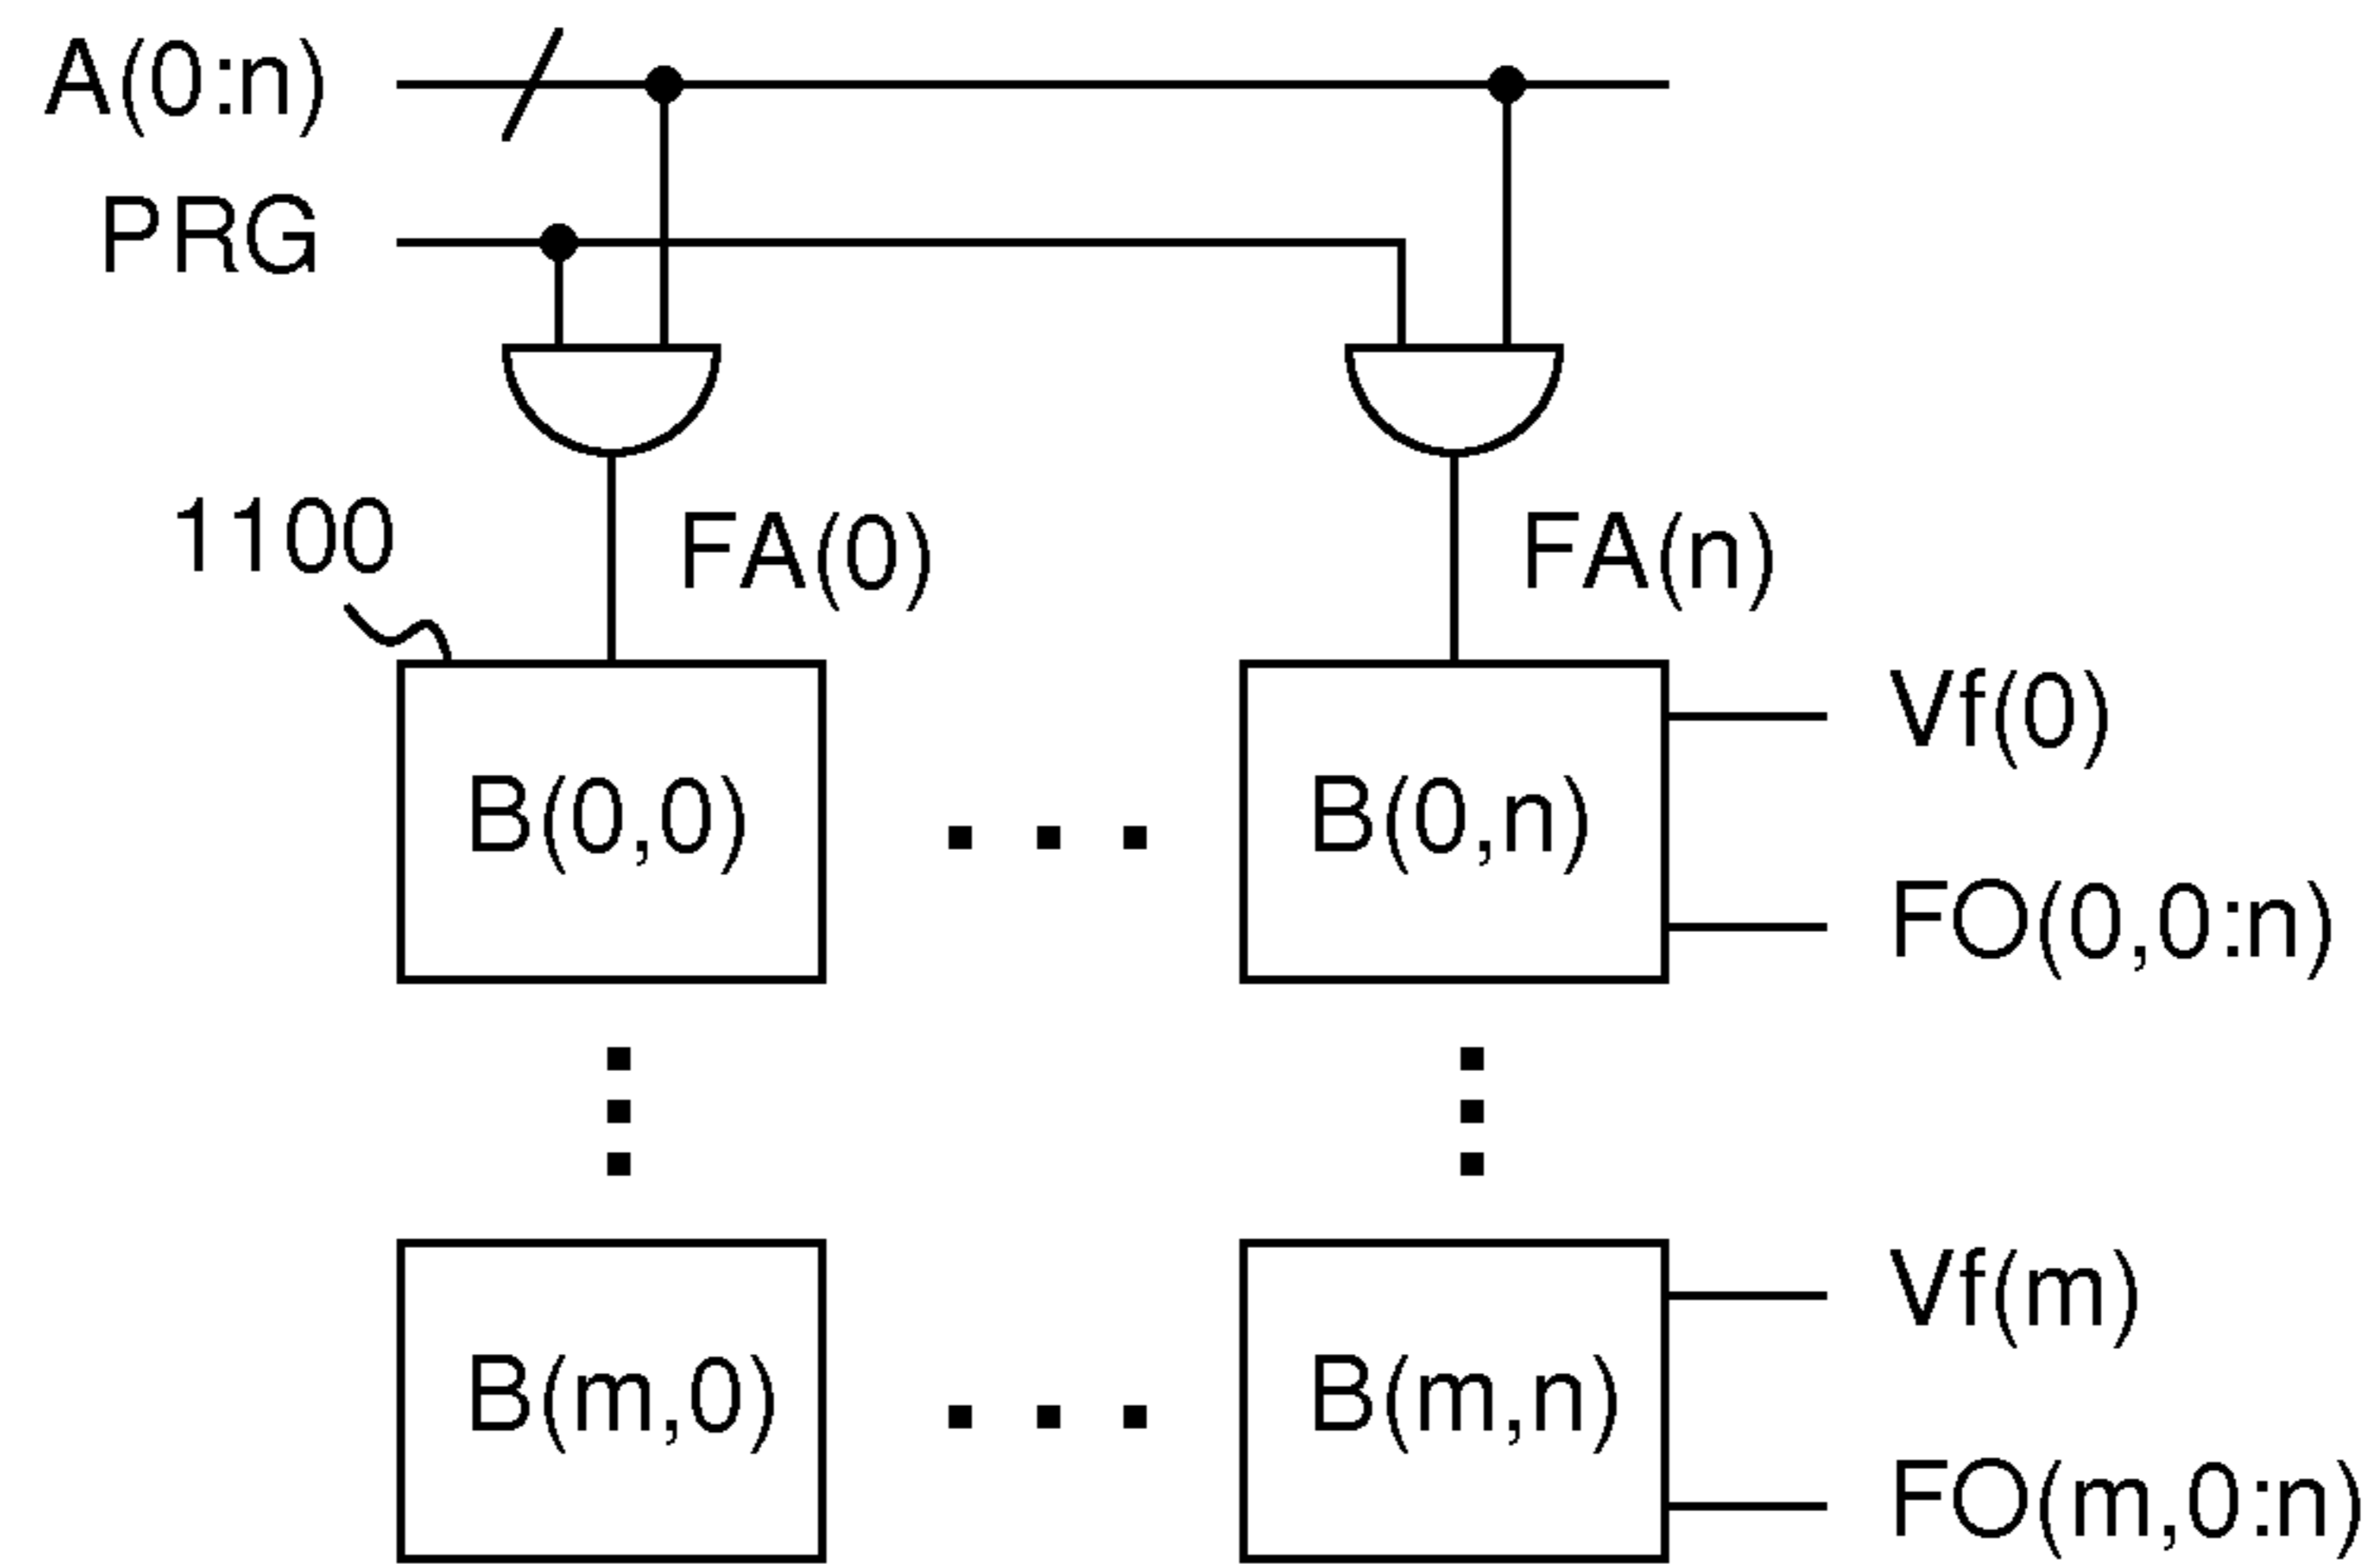 A(0:n)
PRG
1100
FA(0)
FA(n)
B(0,0)
B(0,n)
Vf(0)
FO(0,0:n)
B(m,0)
B(m,n)
Vf(m)
FO(m,0:n)